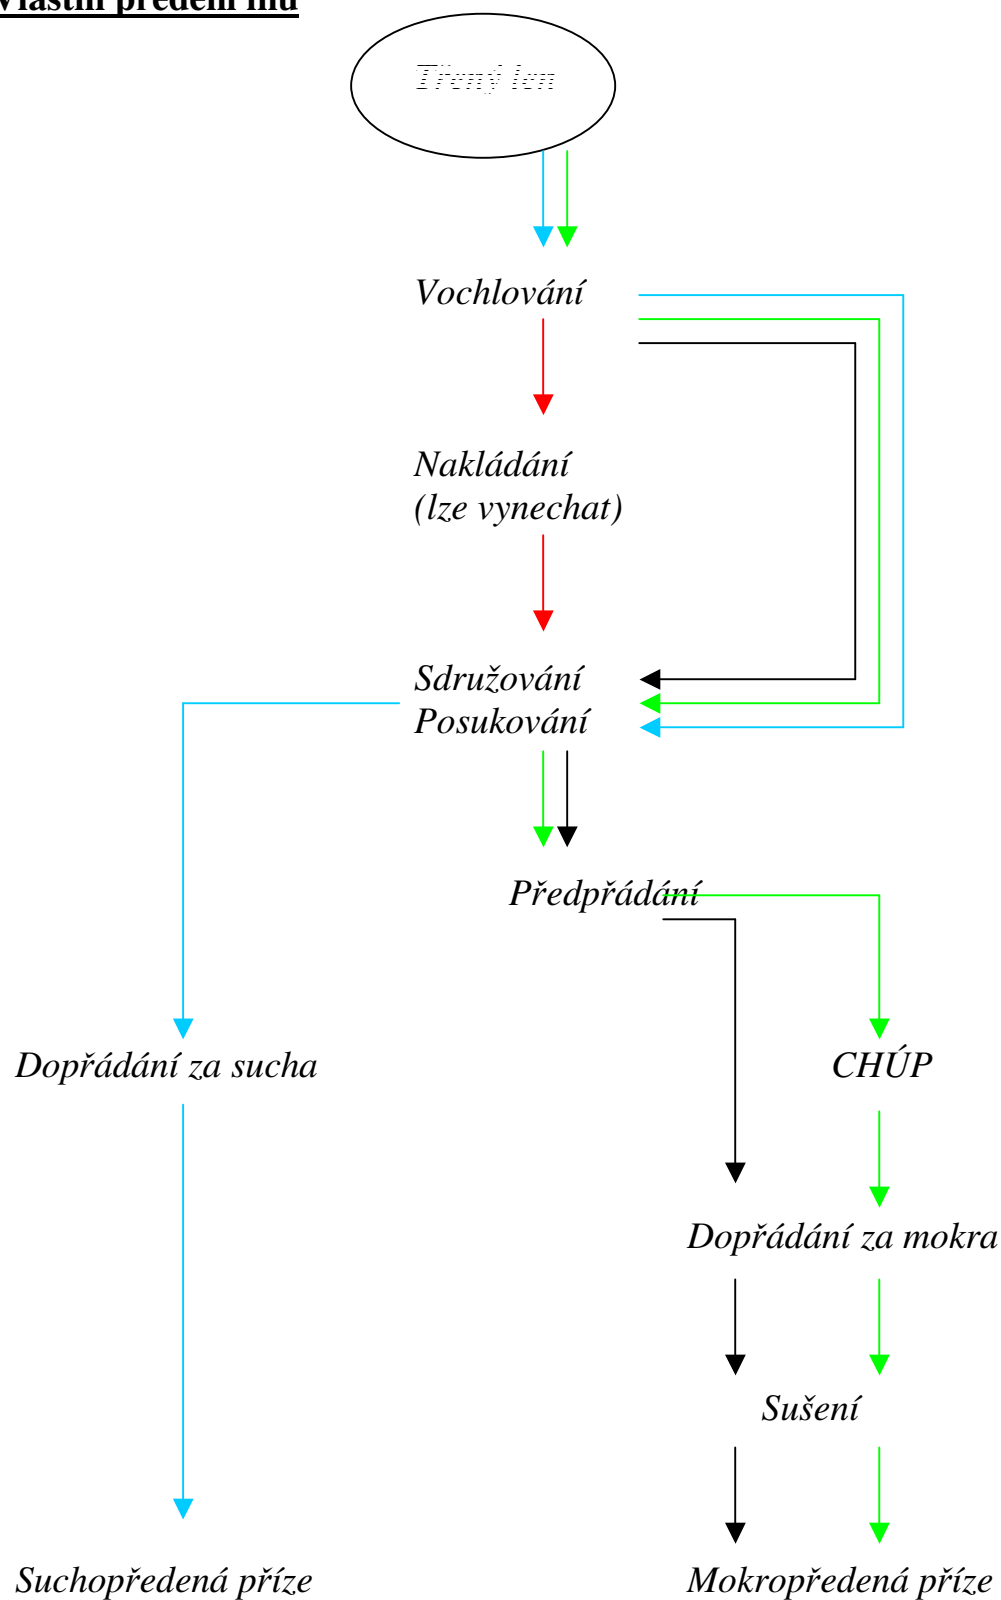 Vlastní předení lnu
Třený len
Vochlování
Nakládání
(lze vynechat)
Sdružování
Posukování
Předpřádání
Dopřádání za sucha
CHÚP
Dopřádání za mokra
Sušení
Suchopředená příze
Mokropředená příze